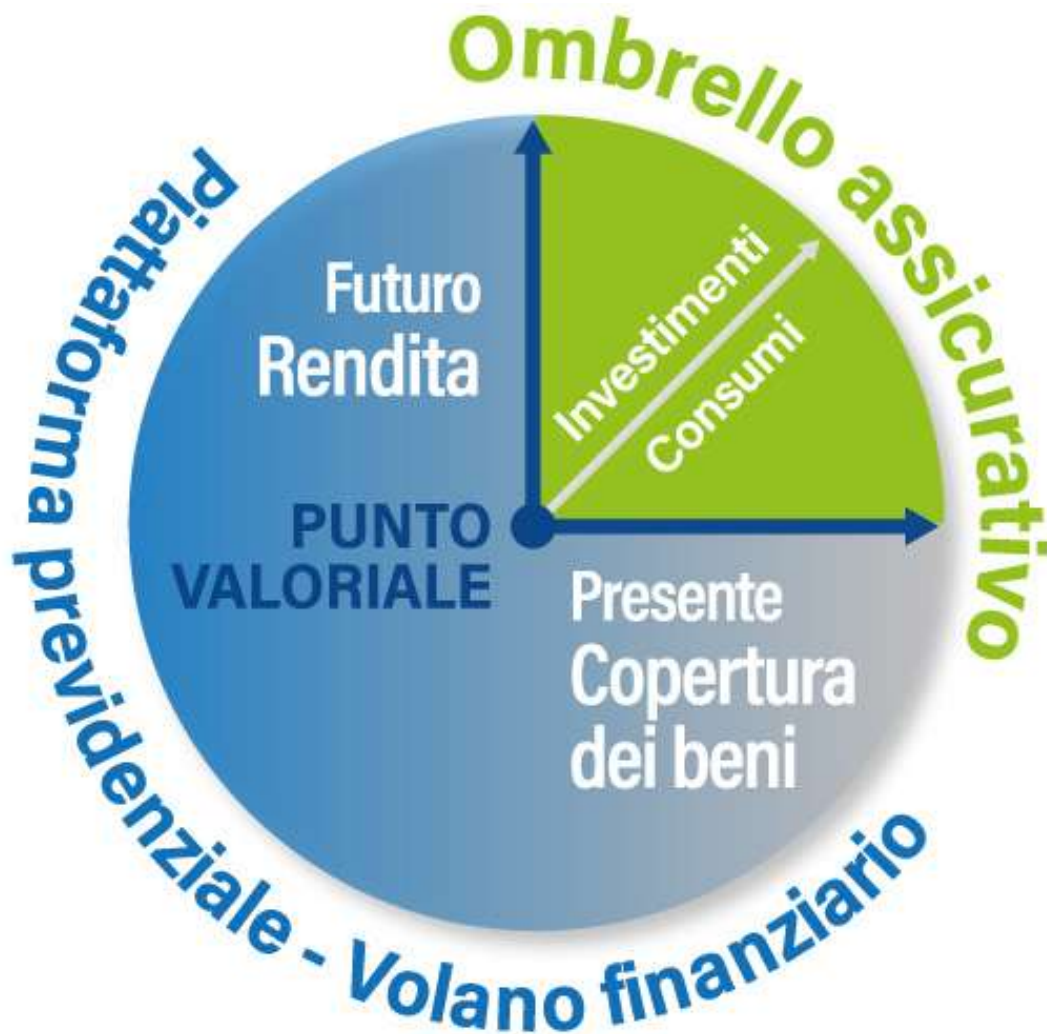 Ombrello assicurativo
Piattaforma previdenziale - Volano finanziario
Futuro
Rendita
Investimenti
Consumi
PUNTO
VALORIALE
Presente
Copertura
dei beni